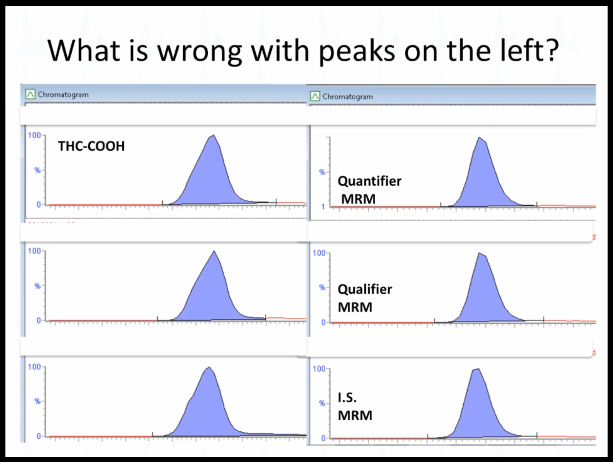 What is wrong with peaks on the left?
Chromatogram
Chromatogram
100
THC-COOH
%
0
%
Quantifier
MRM
1
100
%
0
100
%
Qualifier
MRM
0
100
%
0
100
%
I.S.
MRM
0